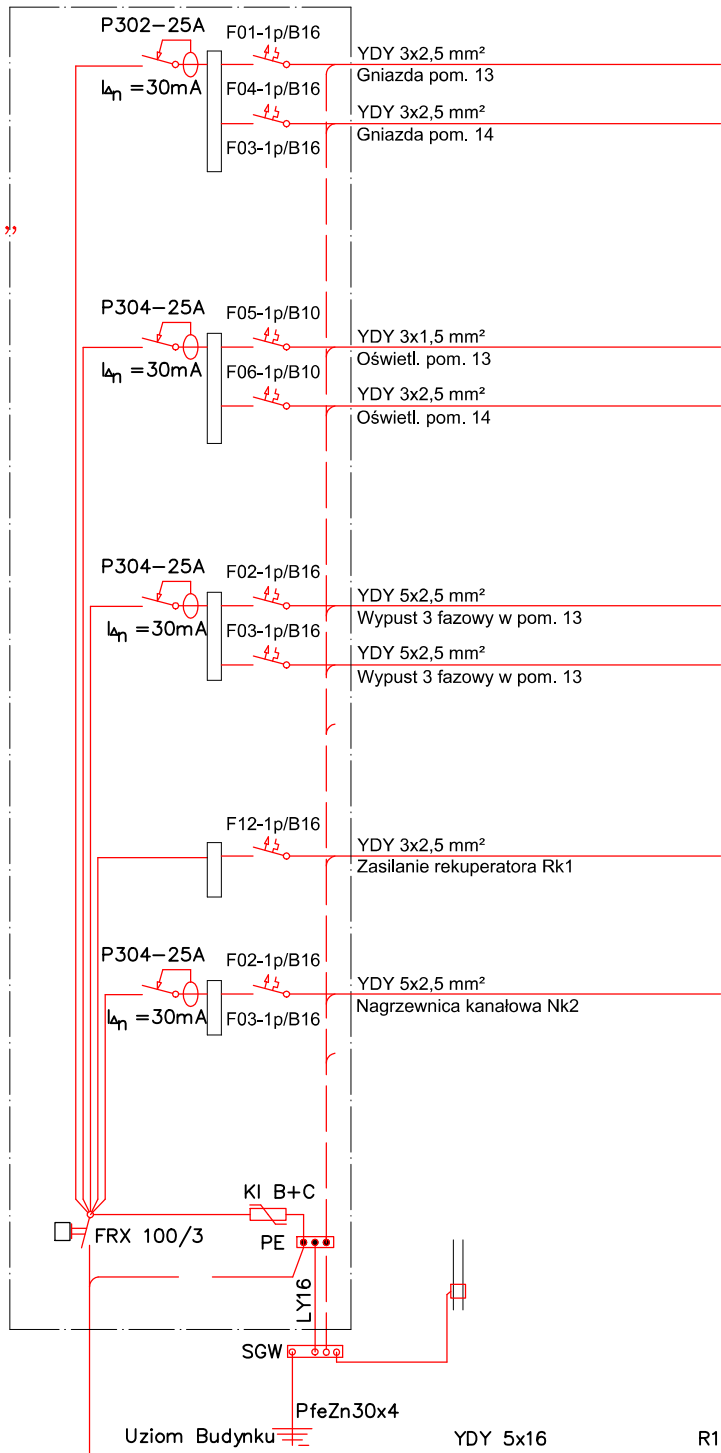 P302-25A
F01-1p/B16
YDY 3x2,5 mm²
Gniazda pom. 13
I∆n =30mA
F04-1p/B16
YDY 3x2,5 mm²
Gniazda pom. 14
F03-1p/B16
”
P304-25A
F05-1p/B10
YDY 3x1,5 mm²
Oświetl. pom. 13
I∆n =30mA
F06-1p/B10
YDY 3x2,5 mm²
Oświetl. pom. 14
P304-25A
F02-1p/B16
YDY 5x2,5 mm²
Wypust 3 fazowy w pom. 13
I∆n =30mA
F03-1p/B16
YDY 5x2,5 mm²
Wypust 3 fazowy w pom. 13
F12-1p/B16
YDY 3x2,5 mm²
Zasilanie rekuperatora Rk1
P304-25A
F02-1p/B16
YDY 5x2,5 mm²
Nagrzewnica kanałowa Nk2
I∆n =30mA
F03-1p/B16
KI B+C
FRX 100/3
PE
LY16
SGW
PfeZn30x4
Uziom Budynku
YDY 5x16
R1